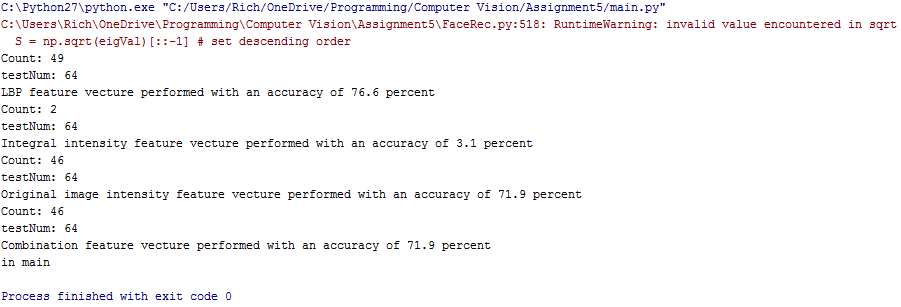 C:\Python27\python.exe "C:/Users/Rich/OneDrive/Programming/Computer Vision/Assignment5/main.py"
C:\Users\Rich\OneDrive\Programming\Computer Vision\Assignment5\FaceRec.py:518: RuntimeWarning: invalid value encountered in sqrt
  S = np.sqrt(eigVal)[::-1] # set descending order
Count: 49
testNum: 64
LBP feature vecture performed with an accuracy of 76.6 percent
Count: 2
testNum: 64
Integral intensity feature vecture performed with an accuracy of 3.1 percent
Count: 46
testNum: 64
Original image intensity feature vecture performed with an accuracy of 71.9 percent
Count: 46
testNum: 64
Combination feature vecture performed with an accuracy of 71.9 percent
in main
Process finished with exit code 0